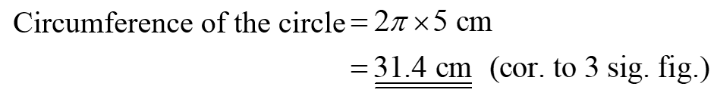 Circumference of the circle = 2π × 5 cm
= 31.4 cm (cor. to 3 sig. fig.)